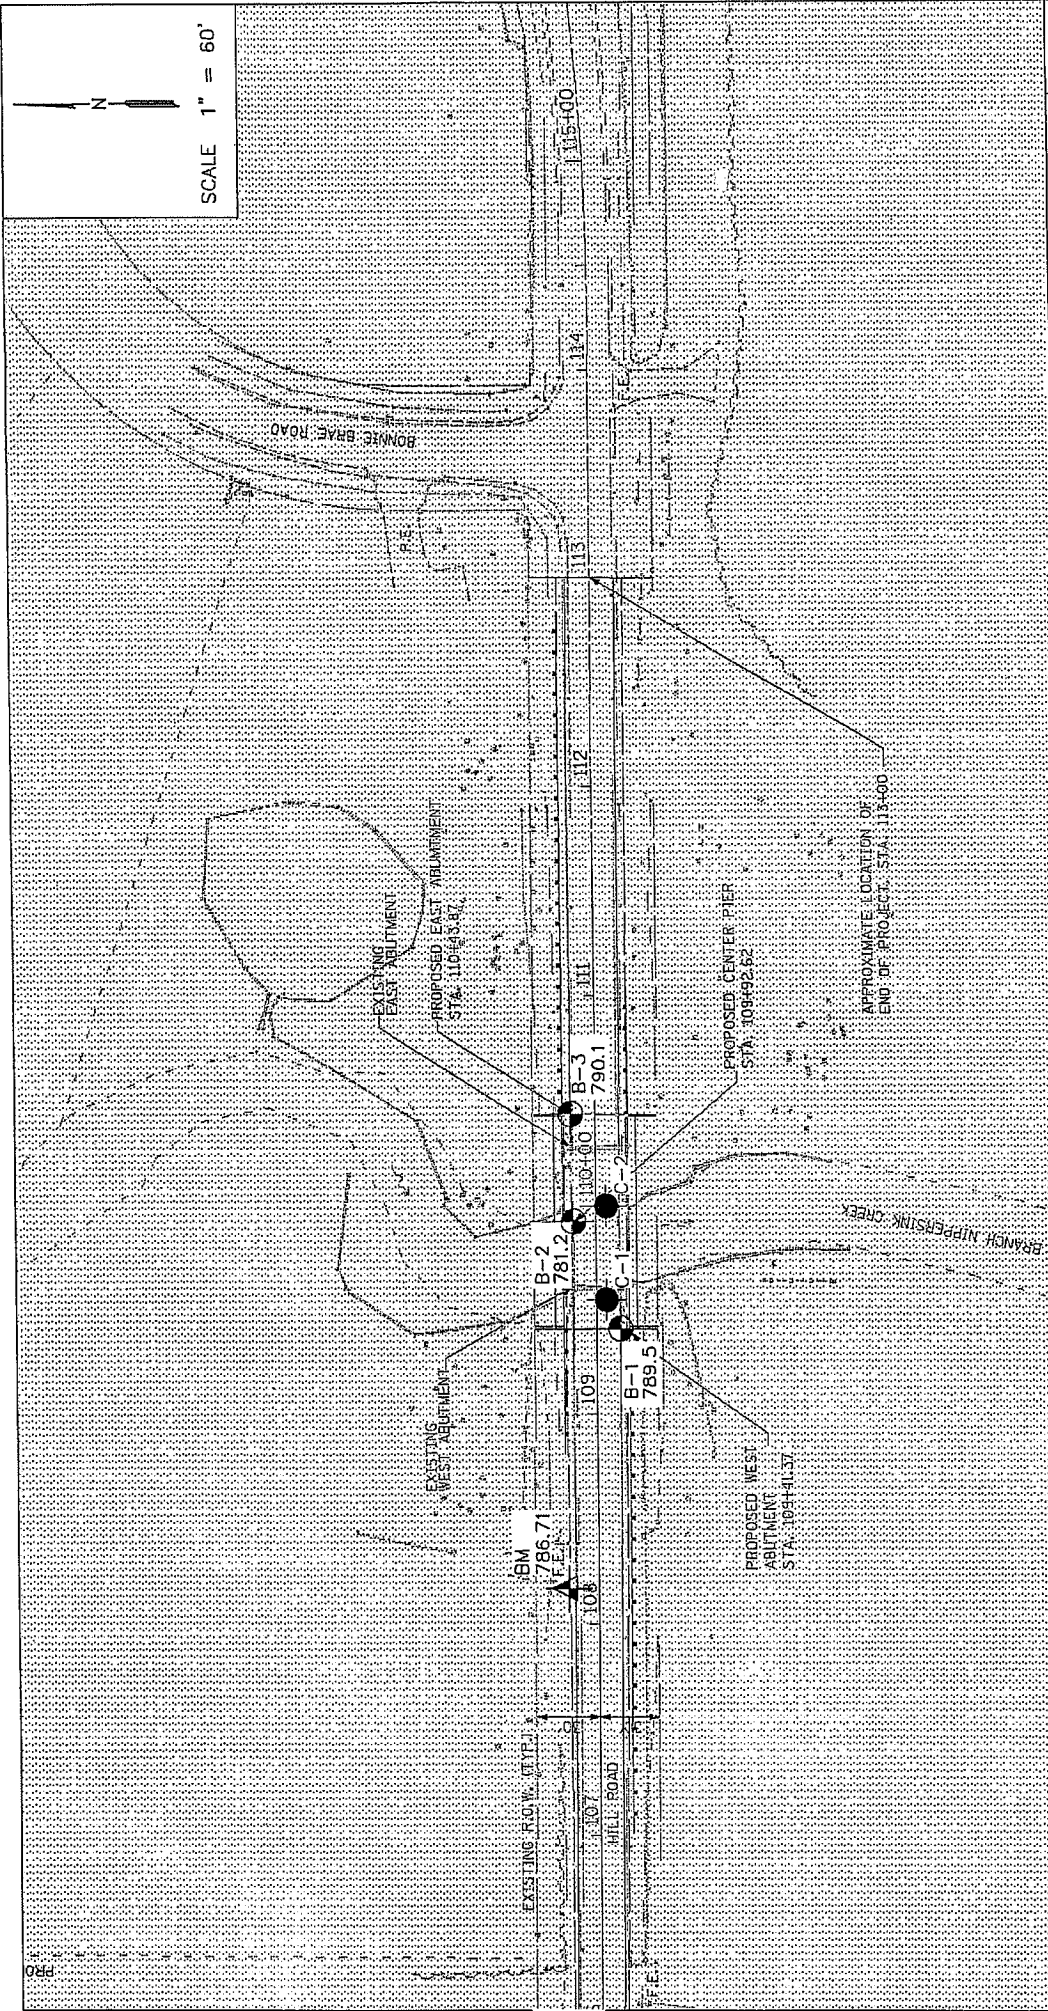 N
SCALE 1" = 60'
PRO
EXISTING R.O.W. (TYP.)
107
HILL ROAD
F.E.
BM
786.71
F.E.
108
EXISTING
WEST ABUTMENT
109
B-1
789.5
PROPOSED WEST
ABUTMENT
STA. 109+41.37
B-2
781.2
C-1
C-2
110+00
B-3
790.1
EXISTING
EAST ABUTMENT
PROPOSED EAST ABUTMENT
STA. 110+43.87
PROPOSED CENTER PIER
STA. 109+92.62
BRANCH NIPPERSINK CREEK
111
112
APPROXIMATE LOCATION OF
END OF PROJECT, STA. 113+00
113
P.E.
BONNIE BRAE ROAD
F.E.
114
115+00